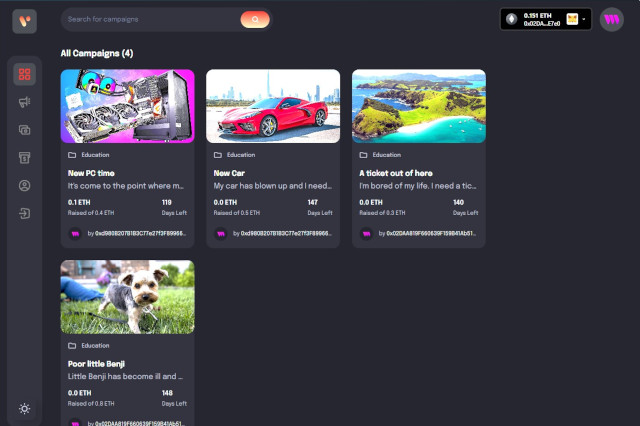 Search for campaigns
0.151 ETH
0x02DA...E7e0
All Campaigns (4)
Education
New PC time
It's come to the point where m...
0.1 ETH
119
Raised of 0.4 ETH
Days Left
by
Education
New Car
My car has blown up and I need...
0.0 ETH
147
Raised of 0.5 ETH
Days Left
by
Education
A ticket out of here
I'm bored of my life. I need a tic...
0.0 ETH
140
Raised of 0.3 ETH
Days Left
by
Education
Poor little Benji
Little Benji has become ill and ...
0.0 ETH
148
Raised of 0.8 ETH
Days Left
by